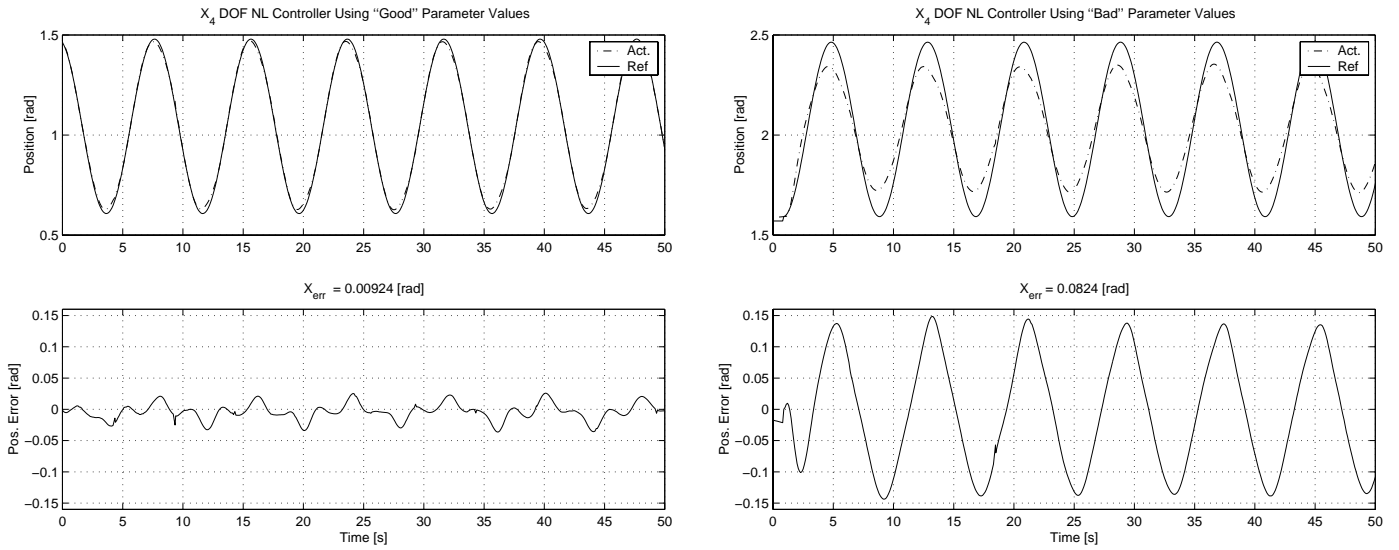 X4 DOF NL Controller Using "Good" Parameter Values
1.5
1
0.5
Position [rad]
Act.
Ref
0 5 10 15 20 25 30 35 40 45 50
Xerr = 0.00924 [rad]
0.15
0.1
0.05
0
−0.05
−0.1
−0.15
Pos. Error [rad]
0 5 10 15 20 25 30 35 40 45 50
Time [s]
X4 DOF NL Controller Using "Bad" Parameter Values
2.5
2
1.5
Position [rad]
Act.
Ref
0 5 10 15 20 25 30 35 40 45 50
Xerr = 0.0824 [rad]
0.15
0.1
0.05
0
−0.05
−0.1
−0.15
Pos. Error [rad]
0 5 10 15 20 25 30 35 40 45 50
Time [s]